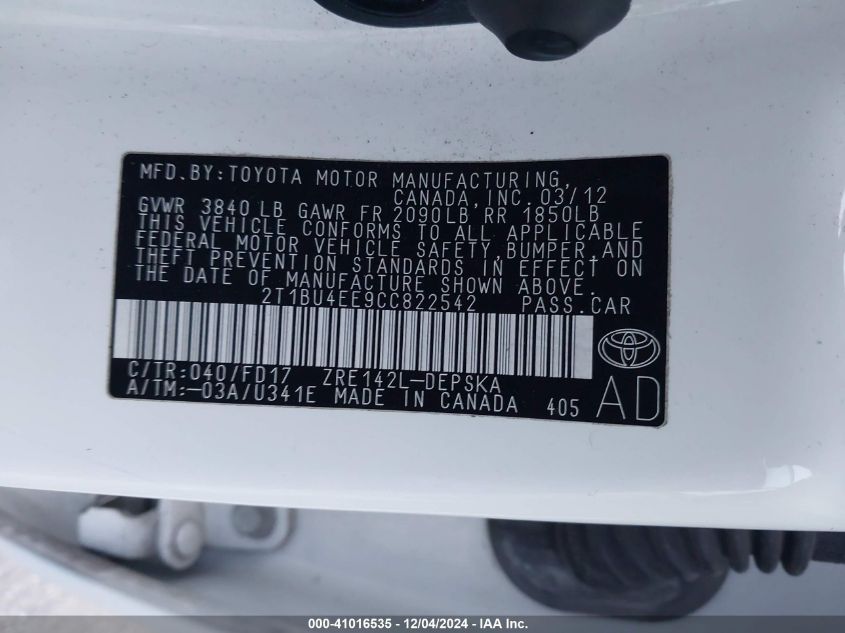 MFD.BY:TOYOTA MOTOR MANUFACTURING,
CANADA,INC.03/12
GVWR 3840 LB GAWR FR 2090LB RR 1850LB
THIS VEHICLE CONFORMS TO ALL APPLICABLE
FEDERAL MOTOR VEHICLE SAFETY,BUMPER,AND
THEFT PREVENTION STANDARDS IN EFFECT ON
THE DATE OF MANUFACTURE SHOWN ABOVE.
2T1BU4EE9CC822542 PASS.CAR
C/TR:040/FD17 ZRE142L-DEPSKA
A/TM:-03A/U341E MADE IN CANADA 405 AD
000-41016535 - 12/04/2024 - IAA Inc.